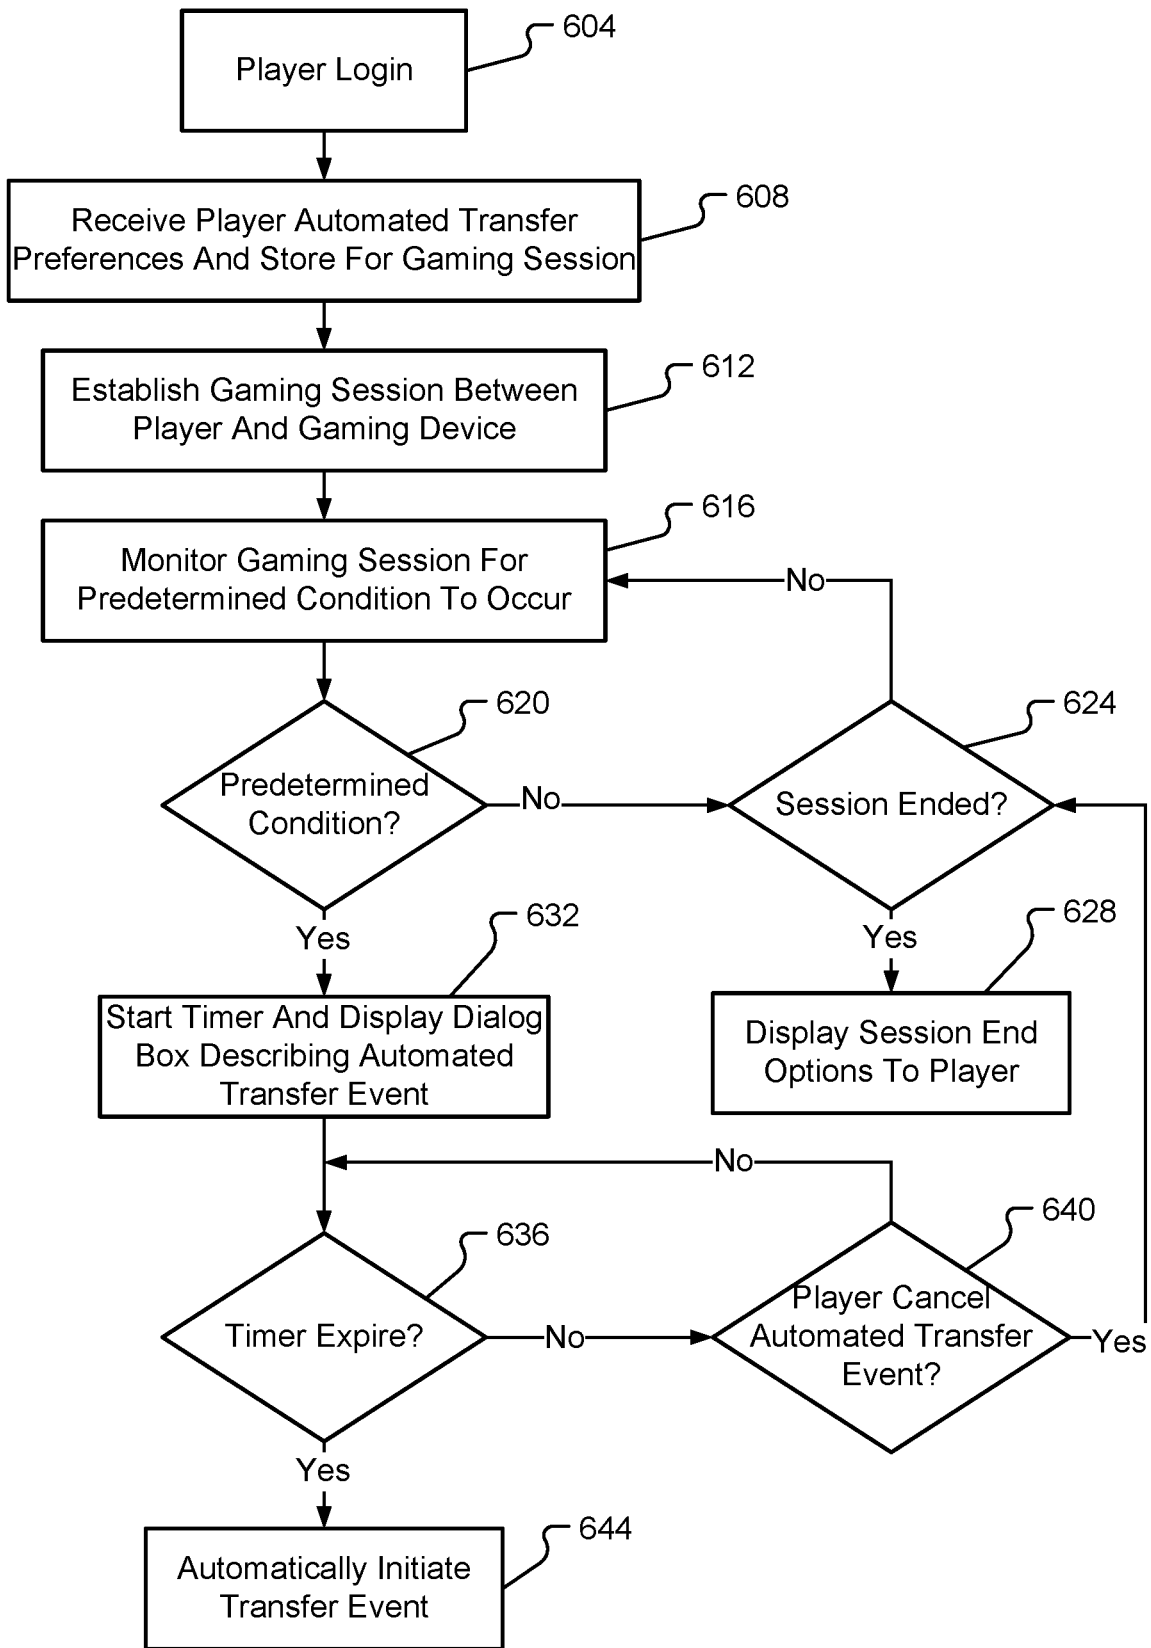 604
Player Login
608
Receive Player Automated Transfer
Preferences And Store For Gaming Session
612
Establish Gaming Session Between
Player And Gaming Device
616
Monitor Gaming Session For
Predetermined Condition To Occur
No
620
624
Predetermined
Condition?
No
Session Ended?
Yes
632
Yes
628
Start Timer And Display Dialog
Box Describing Automated
Transfer Event
Display Session End
Options To Player
No
636
640
Timer Expire?
No
Player Cancel
Automated Transfer
Event?
Yes
Yes
644
Automatically Initiate
Transfer Event